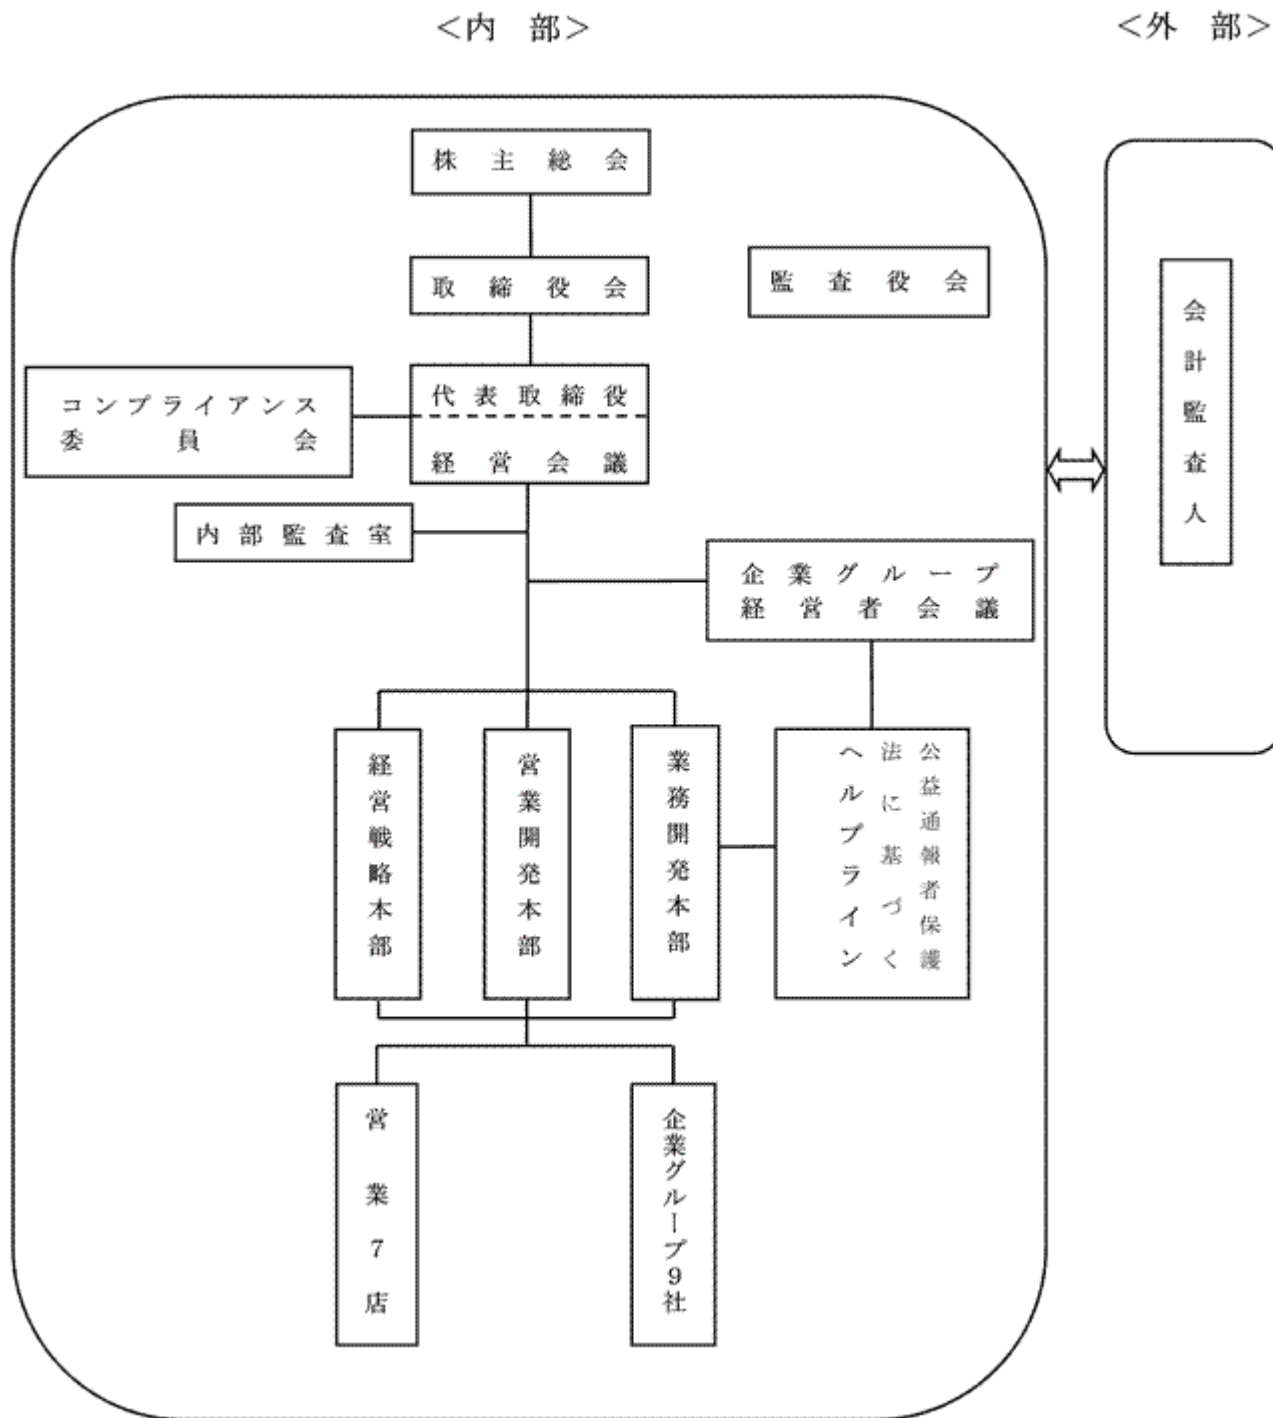 ＜内 部＞
＜外 部＞
株主総会
取締役会
監査役会
会計監査人
代表取締役
コンプライアンス
委員会
経営会議
内部監査室
企業グループ
経営者会議
経営戦略本部
営業開発本部
業務開発本部
公益通報者保護
法に基づく
ヘルプライン
営業７店
企業グループ９社